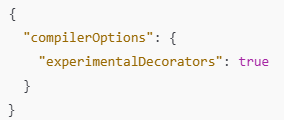 {
  "compilerOptions": {
    "experimentalDecorators": true
  }
}